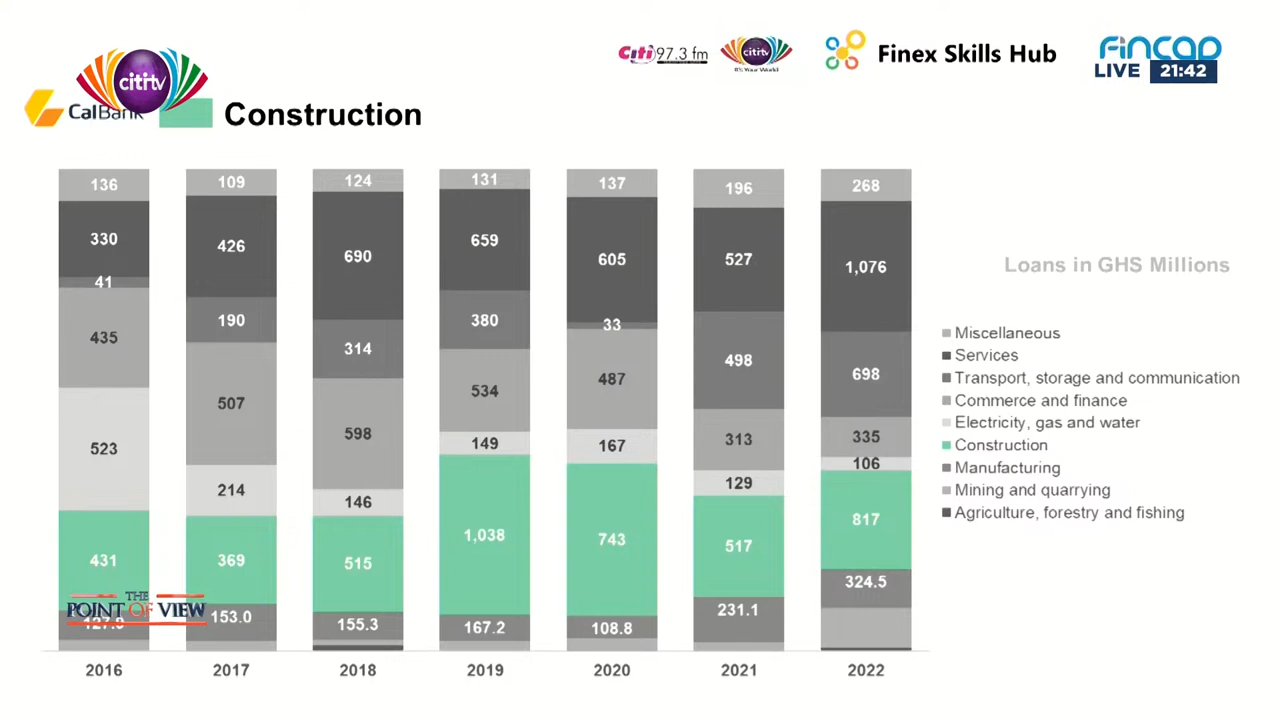 Citi 97.3 fm
cititv
It's Your World
Finex Skills Hub
fincap
LIVE 21:42
cititv
CalBank
Construction
136 109 124 131 137 196 268
330 426 690 659 605 527 1,076
41 190 314 380 33 498 698
435 507 598 534 487 313 335
523 214 146 149 167 129 106
431 369 515 1,038 743 517 817
153.0 155.3 167.2 108.8 231.1 324.5
THE
POINT OF VIEW
2016 2017 2018 2019 2020 2021 2022
Loans in GHS Millions
Miscellaneous
Services
Transport, storage and communication
Commerce and finance
Electricity, gas and water
Construction
Manufacturing
Mining and quarrying
Agriculture, forestry and fishing